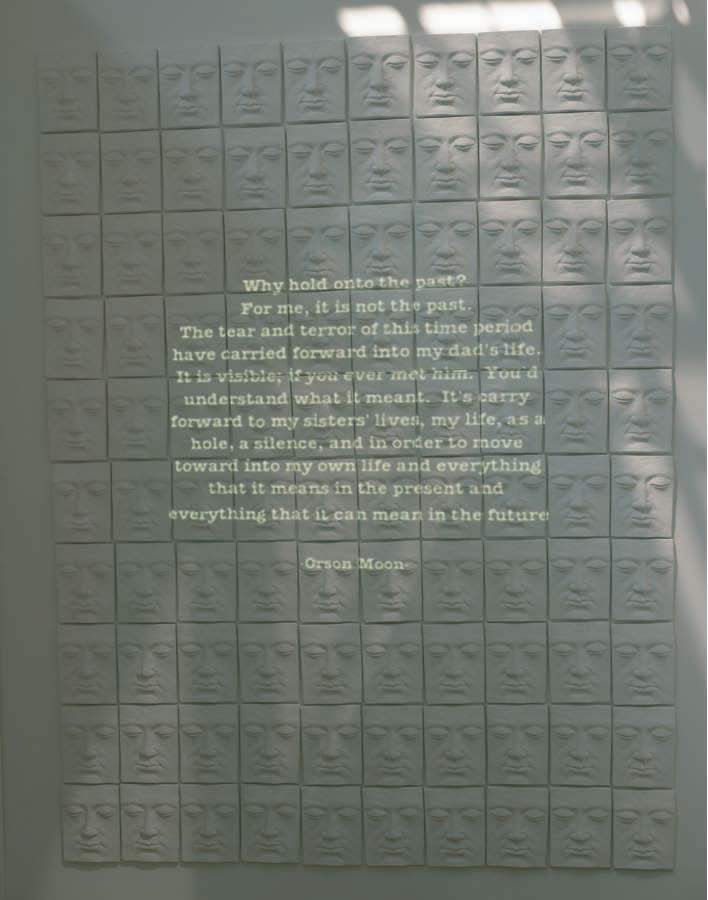 Why hold onto the past?
For me, it is not the past.
The tear and terror of this time period
have carried forward into my dad's life.
It is visible; if you ever met him. You'd
understand what it meant. It's carry
forward to my sisters' lives, my life, as a
hole, a silence, and in order to move
toward into my own life and everything
that it means in the present and
everything that it can mean in the future
-Orson Moon-